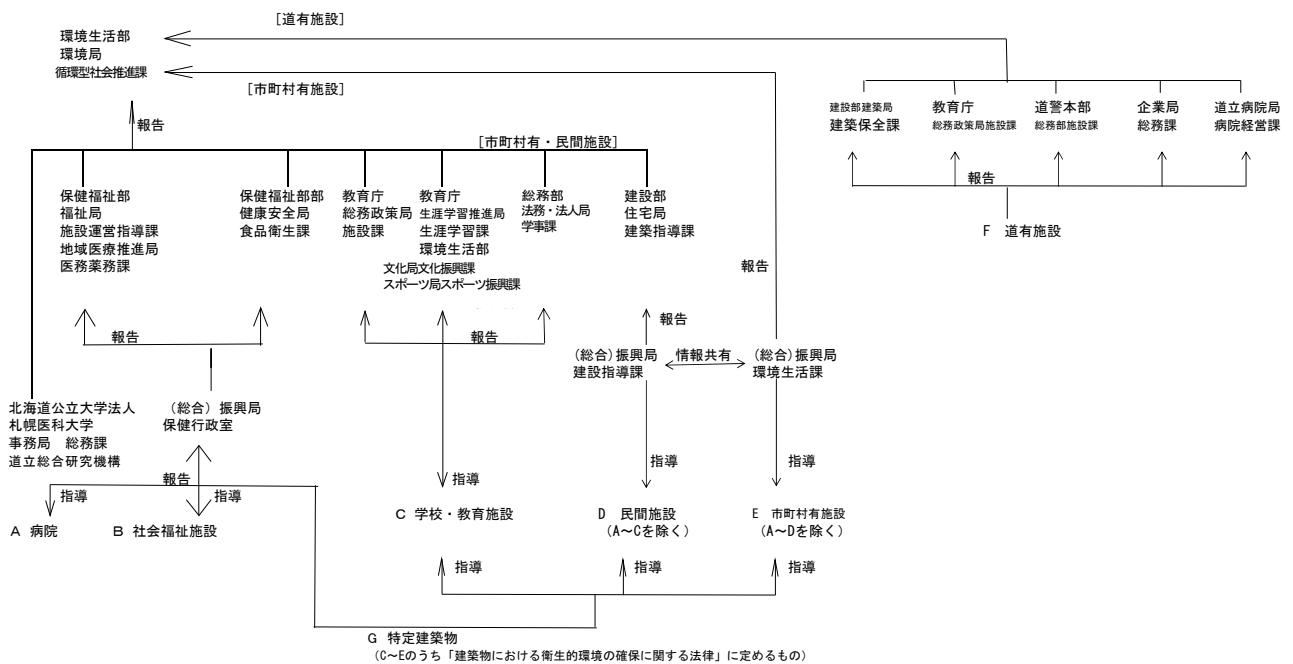 [道有施設]
環境生活部
環境局
循環型社会推進課
[市町村有施設]
報告
[市町村有・民間施設]
建設部建築局
建築保全課
教育庁
総務政策局施設課
道警本部
総務部施設課
企業局
総務課
道立病院局
病院経営課
報告
F 道有施設
保健福祉部
福祉局
施設運営指導課
地域医療推進局
医務薬務課
保健福祉部部
健康安全局
食品衛生課
教育庁
総務政策局
施設課
教育庁
生涯学習推進局
生涯学習課
環境生活部
文化局文化振興課
スポーツ局スポーツ振興課
総務部
法務・法人局
学事課
建設部
住宅局
建築指導課
報告
報告
報告
報告
(総合)振興局
建設指導課
情報共有
(総合)振興局
環境生活課
北海道公立大学法人
札幌医科大学
事務局 総務課
道立総合研究機構
(総合)振興局
保健行政室
報告
指導
指導
指導
指導
指導
A 病院
B 社会福祉施設
C 学校・教育施設
D 民間施設
(A~Cを除く)
E 市町村有施設
(A~Dを除く)
指導
指導
指導
G 特定建築物
(C~Eのうち「建築物における衛生的環境の確保に関する法律」に定めるもの)